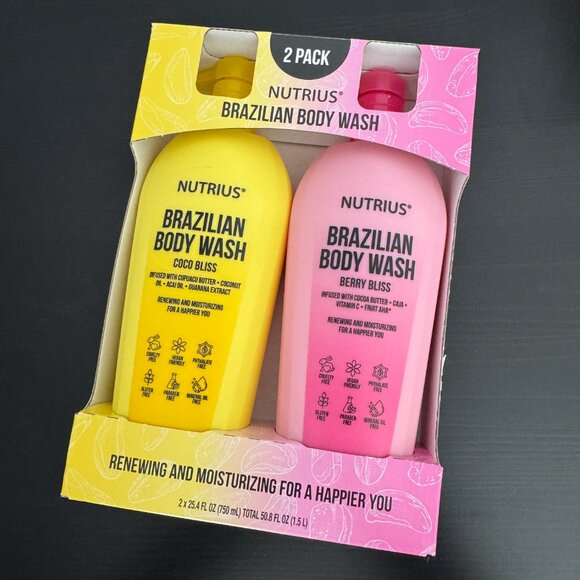 2 PACK
NUTRIUS®
BRAZILIAN BODY WASH
NUTRIUS®
BRAZILIAN
BODY WASH
COCO BLISS
INFUSED WITH CUPUACU BUTTER + COCONUT
OIL + ACAI OIL + GUARANA EXTRACT
RENEWING AND MOISTURIZING
FOR A HAPPIER YOU
CRUELTY
FREE
VEGAN
FRIENDLY
PHTHALATE
FREE
GLUTEN
FREE
PARABEN
FREE
MINERAL OIL
FREE
NUTRIUS®
BRAZILIAN
BODY WASH
BERRY BLISS
INFUSED WITH COCOA BUTTER + CAJA +
VITAMIN C + FRUIT AHA*
RENEWING AND MOISTURIZING
FOR A HAPPIER YOU
CRUELTY
FREE
VEGAN
FRIENDLY
PHTHALATE
FREE
GLUTEN
FREE
PARABEN
FREE
MINERAL OIL
FREE
RENEWING AND MOISTURIZING FOR A HAPPIER YOU
2 x 25.4 FL OZ (750 mL) TOTAL 50.8 FL OZ (1.5 L)